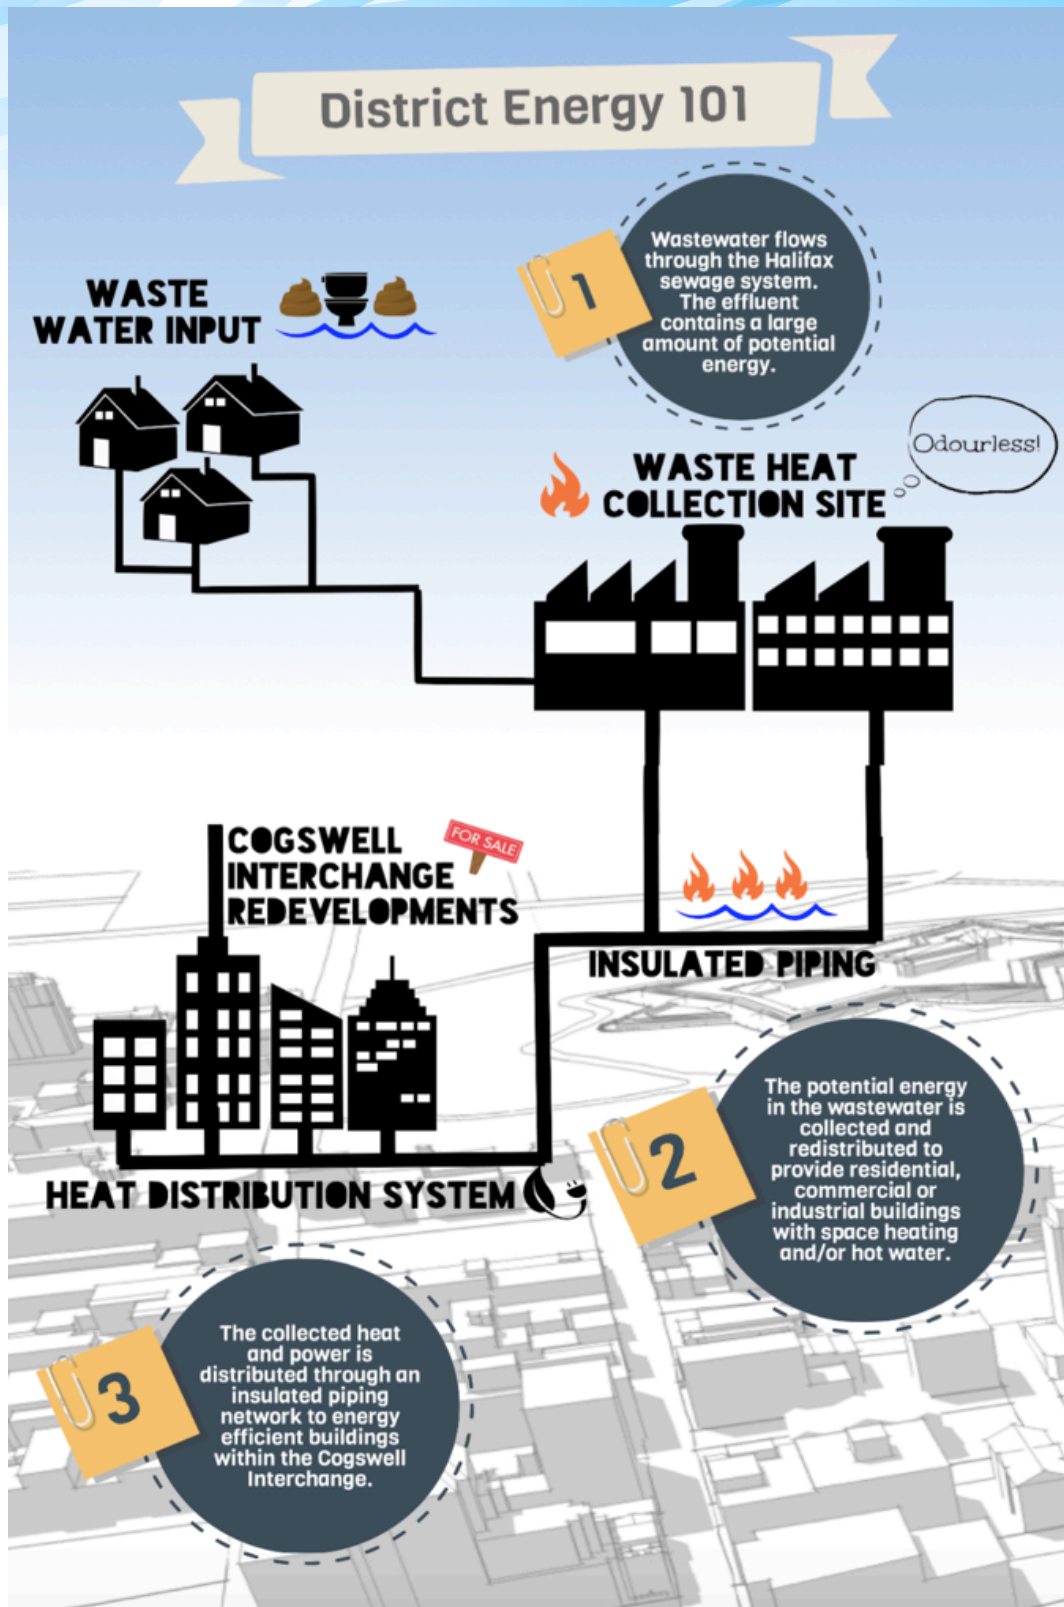 District Energy 101
1
Wastewater flows
through the Halifax
sewage system.
The effluent
contains a large
amount of potential
energy.
WASTE
WATER INPUT
Odourless!
WASTE HEAT
COLLECTION SITE
COGSWELL
INTERCHANGE
REDEVELOPMENTS
FOR SALE
INSULATED PIPING
HEAT DISTRIBUTION SYSTEM
2
The potential energy
in the wastewater is
collected and
redistributed to
provide residential,
commercial or
industrial buildings
with space heating
and/or hot water.
3
The collected heat
and power is
distributed through an
insulated piping
network to energy
efficient buildings
within the Cogswell
Interchange.